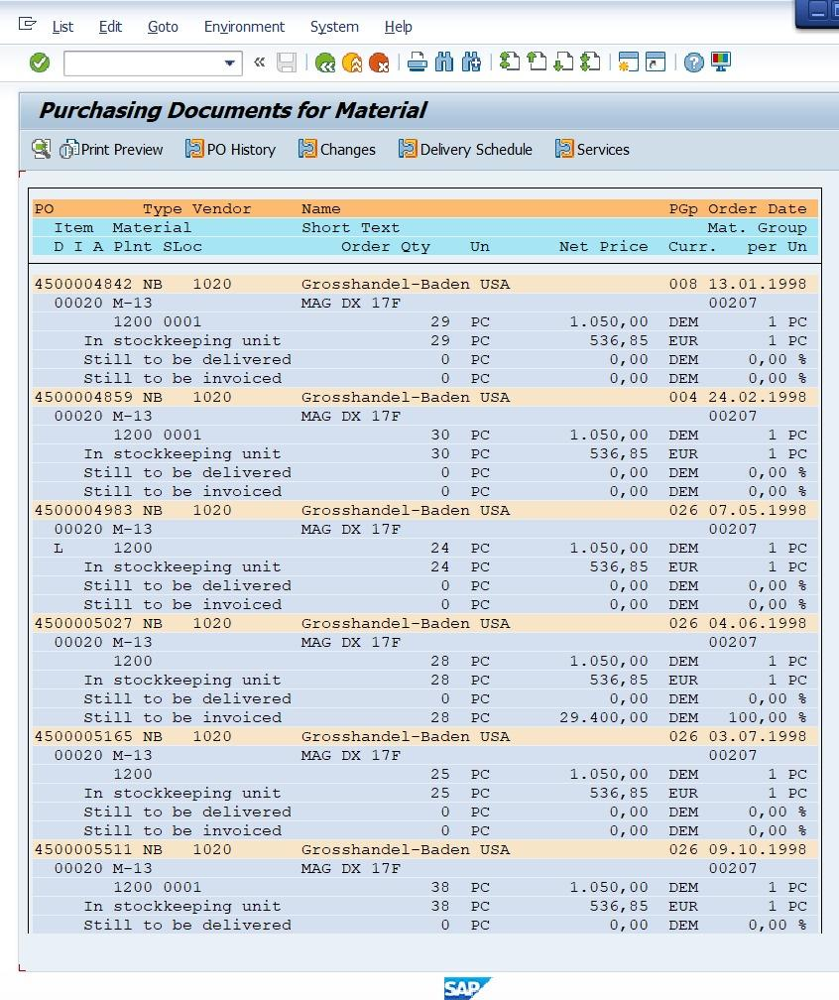 List Edit Goto Environment System Help
Purchasing Documents for Material
Print Preview PO History Changes Delivery Schedule Services
PO Type Vendor Name PGp Order Date
Item Material Short Text Mat. Group
D I A Plnt SLoc Order Qty Un Net Price Curr. per Un
4500004842 NB 1020 Grosshandel-Baden USA 008 13.01.1998
00020 M-13 MAG DX 17F 00207
1200 0001 29 PC 1.050,00 DEM 1 PC
In stockkeeping unit 29 PC 536,85 EUR 1 PC
Still to be delivered 0 PC 0,00 DEM 0,00 %
Still to be invoiced 0 PC 0,00 DEM 0,00 %
4500004859 NB 1020 Grosshandel-Baden USA 004 24.02.1998
00020 M-13 MAG DX 17F 00207
1200 0001 30 PC 1.050,00 DEM 1 PC
In stockkeeping unit 30 PC 536,85 EUR 1 PC
Still to be delivered 0 PC 0,00 DEM 0,00 %
Still to be invoiced 0 PC 0,00 DEM 0,00 %
4500004983 NB 1020 Grosshandel-Baden USA 026 07.05.1998
00020 M-13 MAG DX 17F 00207
L 1200 24 PC 1.050,00 DEM 1 PC
In stockkeeping unit 24 PC 536,85 EUR 1 PC
Still to be delivered 0 PC 0,00 DEM 0,00 %
Still to be invoiced 0 PC 0,00 DEM 0,00 %
4500005027 NB 1020 Grosshandel-Baden USA 026 04.06.1998
00020 M-13 MAG DX 17F 00207
1200 28 PC 1.050,00 DEM 1 PC
In stockkeeping unit 28 PC 536,85 EUR 1 PC
Still to be delivered 0 PC 0,00 DEM 0,00 %
Still to be invoiced 28 PC 29.400,00 DEM 100,00 %
4500005165 NB 1020 Grosshandel-Baden USA 026 03.07.1998
00020 M-13 MAG DX 17F 00207
1200 25 PC 1.050,00 DEM 1 PC
In stockkeeping unit 25 PC 536,85 EUR 1 PC
Still to be delivered 0 PC 0,00 DEM 0,00 %
Still to be invoiced 0 PC 0,00 DEM 0,00 %
4500005511 NB 1020 Grosshandel-Baden USA 026 09.10.1998
00020 M-13 MAG DX 17F 00207
1200 0001 38 PC 1.050,00 DEM 1 PC
In stockkeeping unit 38 PC 536,85 EUR 1 PC
Still to be delivered 0 PC 0,00 DEM 0,00 %
SAP